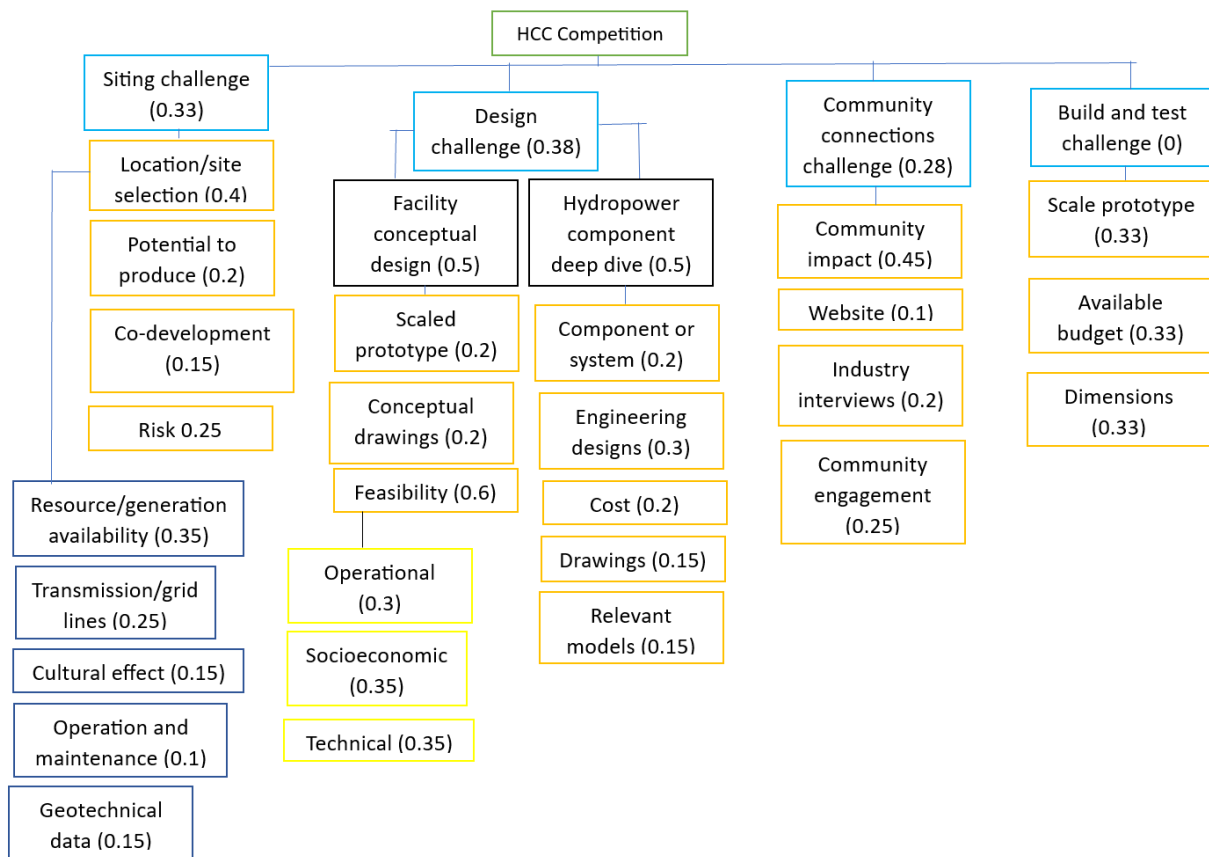 HCC Competition
Siting challenge
(0.33)
Location/site
selection (0.4)
Potential to
produce (0.2)
Co-development
(0.15)
Risk 0.25
Resource/generation
availability (0.35)
Transmission/grid
lines (0.25)
Cultural effect (0.15)
Operation and
maintenance (0.1)
Geotechnical
data (0.15)
Design
challenge (0.38)
Facility
conceptual
design (0.5)
Scaled
prototype (0.2)
Conceptual
drawings (0.2)
Feasibility (0.6)
Operational
(0.3)
Socioeconomic
(0.35)
Technical (0.35)
Hydropower
component
deep dive (0.5)
Component or
system (0.2)
Engineering
designs (0.3)
Cost (0.2)
Drawings (0.15)
Relevant
models (0.15)
Community
connections
challenge (0.28)
Community
impact (0.45)
Website (0.1)
Industry
interviews (0.2)
Community
engagement
(0.25)
Build and test
challenge (0)
Scale prototype
(0.33)
Available
budget (0.33)
Dimensions
(0.33)